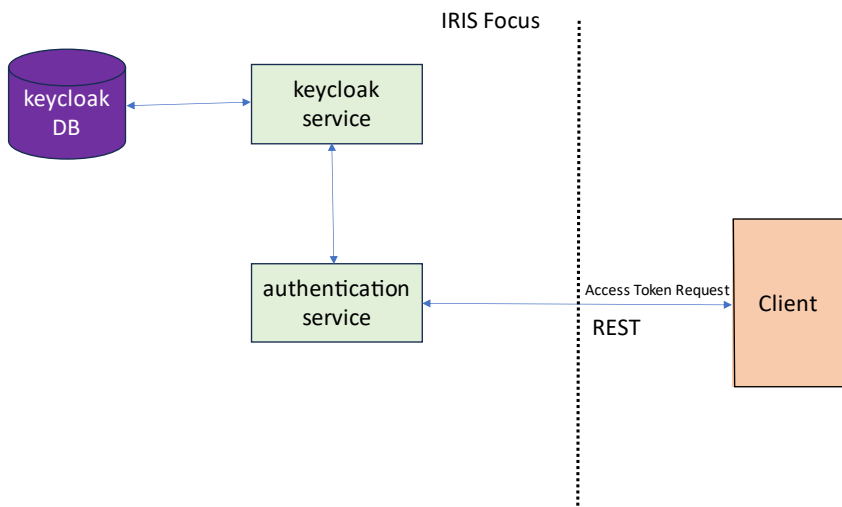 IRIS Focus
keycloak
DB
keycloak
service
authentication
service
Access Token Request
REST
Client